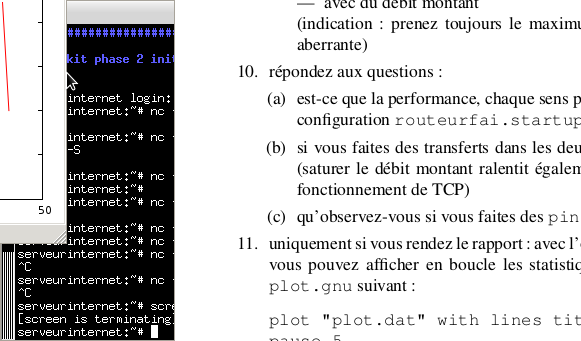 50
######################
kit phase 2 init
internet login:
internet:~# nc
internet:~# nc
-S
internet:~# nc
internet:~#
internet:~# nc
internet:~# nc
internet:~# nc
serveurinternet:~# nc
^C
serveurinternet:~# nc
^C
serveurinternet:~# scre
[screen is terminating
serveurinternet:~#
— avec du débit montant
(indication : prenez toujours le maximu
aberrante)
10. répondez aux questions :
(a) est-ce que la performance, chaque sens p
configuration routeurfai.startup
(b) si vous faites des transferts dans les deu
(saturer le débit montant ralentit égalem
fonctionnement de TCP)
(c) qu'observez-vous si vous faites des pin
11. uniquement si vous rendez le rapport : avec l'
vous pouvez afficher en boucle les statistiq
plot.gnu suivant :
plot "plot.dat" with lines tit
pause 5